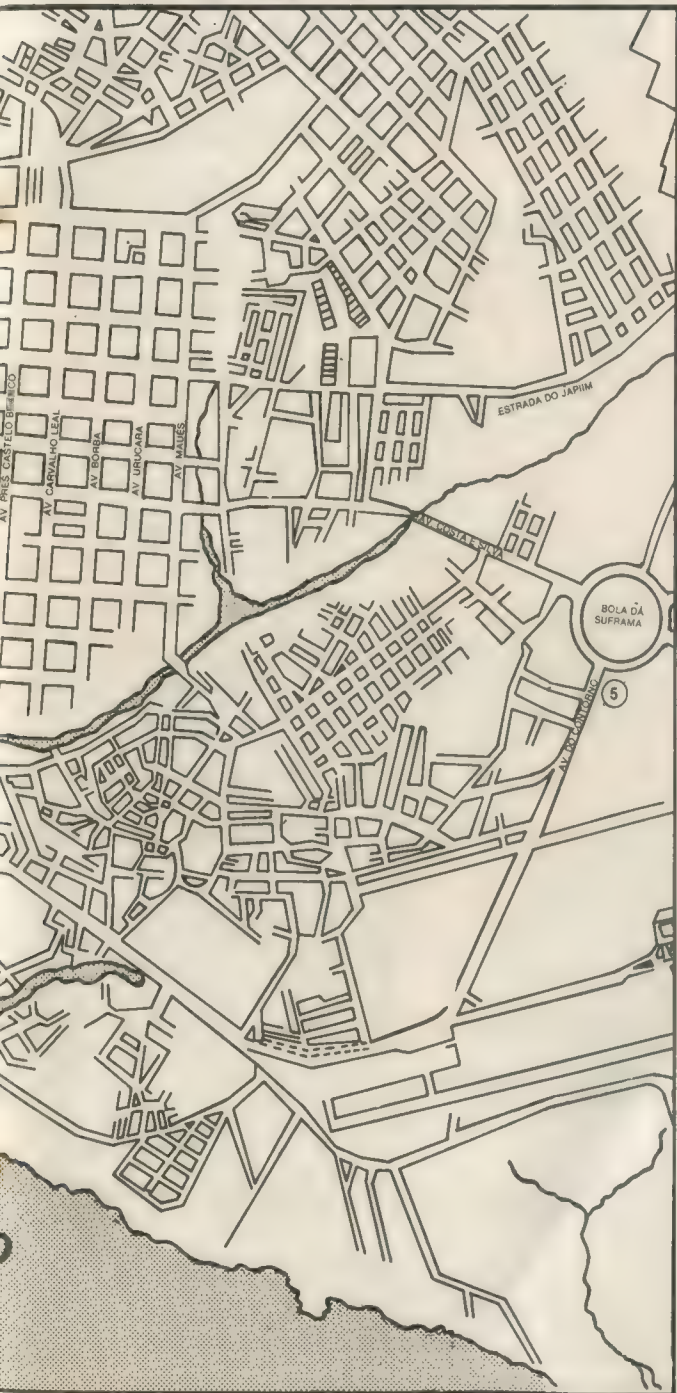 AV PRES CASTELO
AV CARVALHO LEAL
AV BORBA
AV URUCARA
AV MAUÉS
ESTRADA DO JAPIIM
AV COSTA E SILVA
BOLA DA
SUFRAMA
5
AV. DO CONTORNO